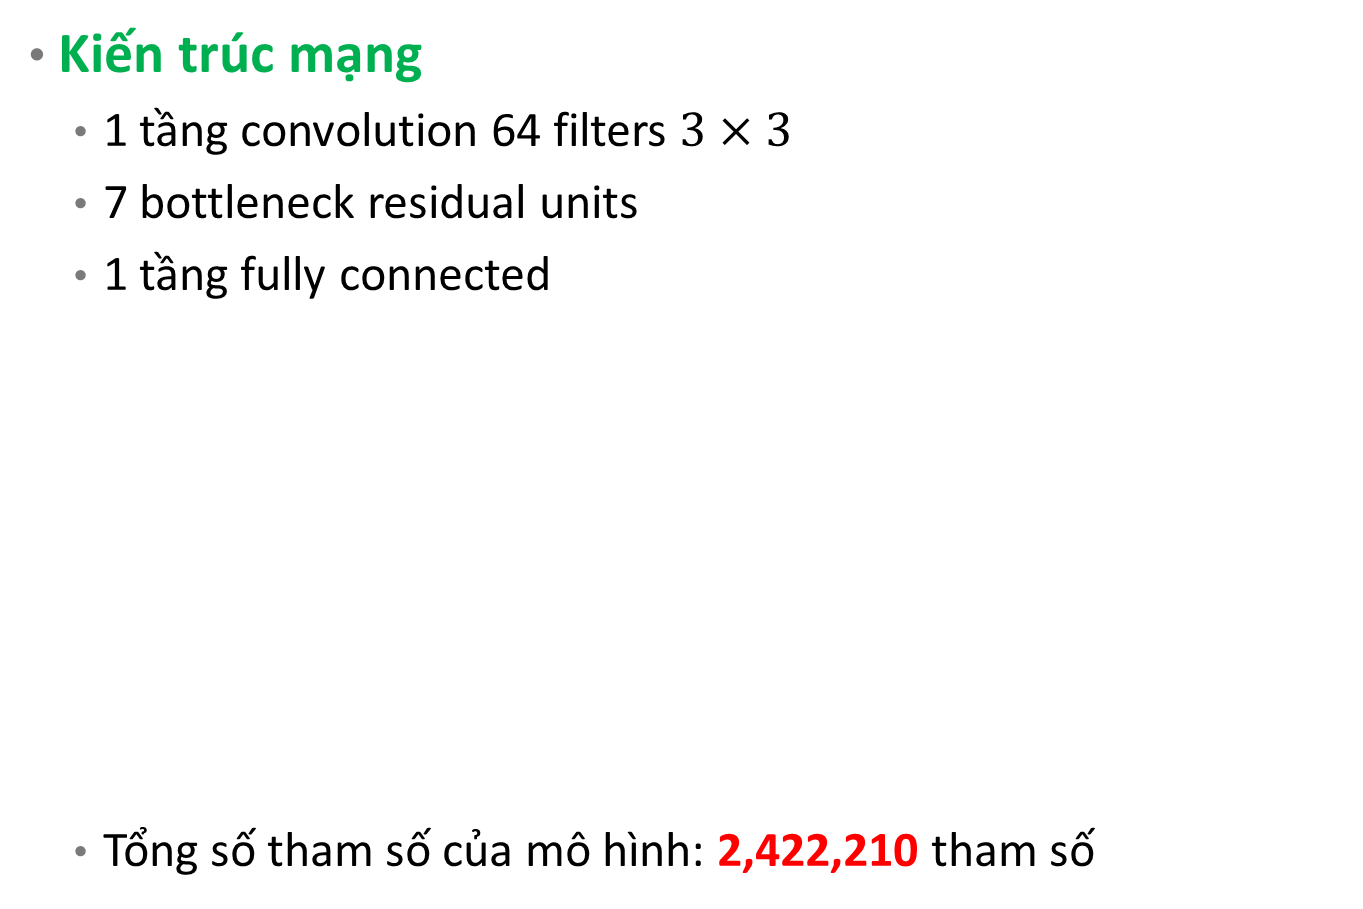 • Kiến trúc mạng
• 1 tầng convolution 64 filters 3 × 3
• 7 bottleneck residual units
• 1 tầng fully connected
• Tổng số tham số của mô hình: 2,422,210 tham số